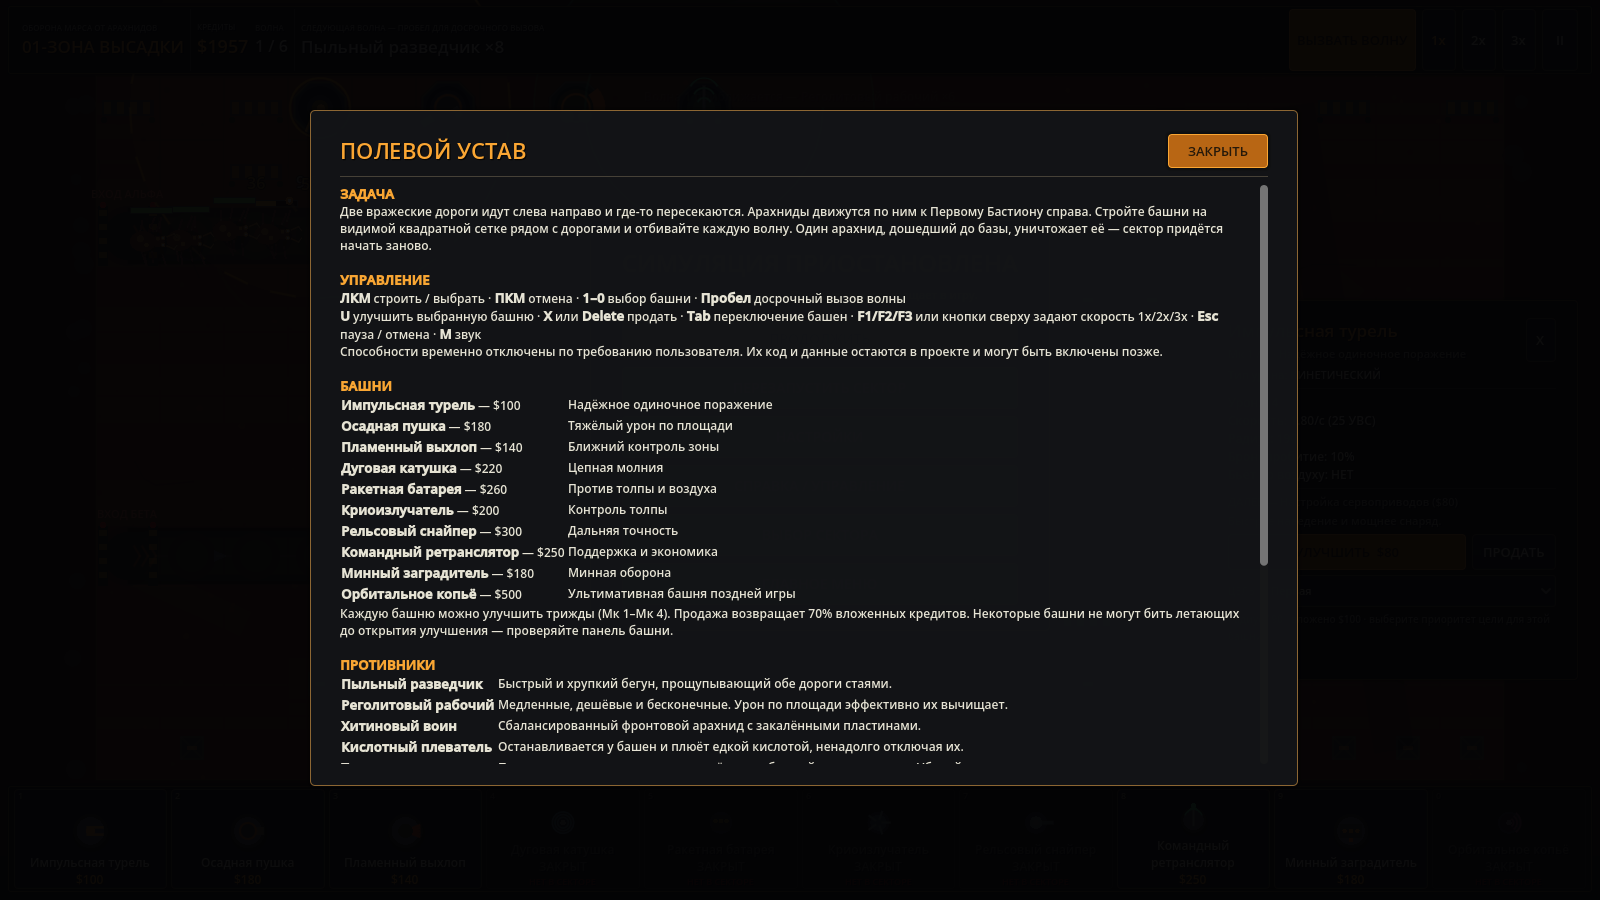 01-ЗОНА ВЫСАДКИ $1957 1 / 6 Пыльный разведчик ×8
ВЫЗВАТЬ ВОЛНУ 1x 2x 3x II
ПОЛЕВОЙ УСТАВ
ЗАКРЫТЬ
ЗАДАЧА
Две вражеские дороги идут слева направо и где-то пересекаются. Арахниды движутся по ним к Первому Бастиону справа. Стройте башни на
видимой квадратной сетке рядом с дорогами и отбивайте каждую волну. Один арахнид, дошедший до базы, уничтожает её — сектор придётся
начать заново.
УПРАВЛЕНИЕ
ЛКМ строить / выбрать · ПКМ отмена · 1–0 выбор башни · Пробел досрочный вызов волны
U улучшить выбранную башню · X или Delete продать · Tab переключение башен · F1/F2/F3 или кнопки сверху задают скорость 1x/2x/3x · Esc
пауза / отмена · M звук
Способности временно отключены по требованию пользователя. Их код и данные остаются в проекте и могут быть включены позже.
БАШНИ
Импульсная турель — $100 Надёжное одиночное поражение
Осадная пушка — $180 Тяжёлый урон по площади
Пламенный выхлоп — $140 Ближний контроль зоны
Дуговая катушка — $220 Цепная молния
Ракетная батарея — $260 Против толпы и воздуха
Криоизлучатель — $200 Контроль толпы
Рельсовый снайпер — $300 Дальняя точность
Командный ретранслятор — $250 Поддержка и экономика
Минный заградитель — $180 Минная оборона
Орбитальное копьё — $500 Ультимативная башня поздней игры
Каждую башню можно улучшить трижды (Мк 1–Мк 4). Продажа возвращает 70% вложенных кредитов. Некоторые башни не могут бить летающих
до открытия улучшения — проверяйте панель башни.
ПРОТИВНИКИ
Пыльный разведчик Быстрый и хрупкий бегун, прощупывающий обе дороги стаями.
Реголитовый рабочий Медленные, дешёвые и бесконечные. Урон по площади эффективно их вычищает.
Хитиновый воин Сбалансированный фронтовой арахнид с закалёнными пластинами.
Кислотный плеватель Останавливается у башен и плюёт едкой кислотой, ненадолго отключая их.
турель
X
ПРОДАТЬ
Импульсная турель
$100
Осадная пушка
$180
Пламенный выхлоп
$140
Командный
ретранслятор
$250
Минный заградитель
$180